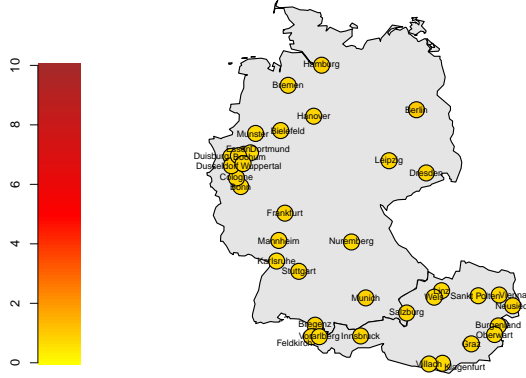 10
8
6
4
2
0
Hamburg
Bremen
Hanover
Berlin
Munster
Bielefeld
Essen
Dortmund
Duisburg
Bochum
Dusseldorf
Wuppertal
Cologne
Bonn
Leipzig
Dresden
Frankfurt
Mannheim
Nuremberg
Karlsruhe
Stuttgart
Munich
Salzburg
Linz
Wels
Sankt Polten
Vienna
Neusied
Bregenz
Vorarlberg
Feldkirch
Innsbruck
Burgenland
Oberwart
Graz
Villach
Klagenfurt